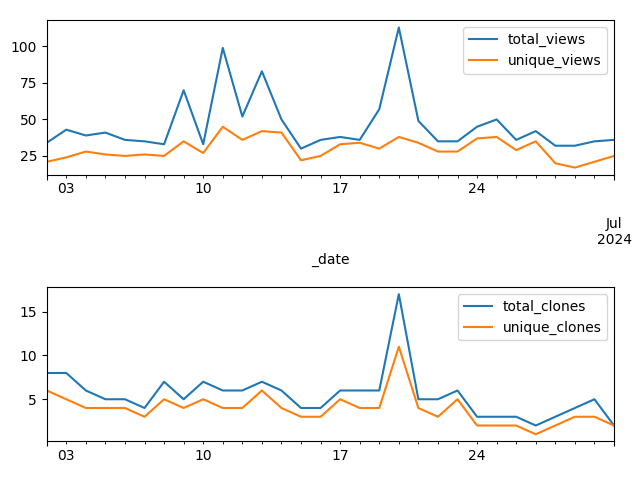 total_views
unique_views
100
75
50
25
03 10 17 24
Jul
2024
_date
total_clones
unique_clones
15
10
5
03 10 17 24